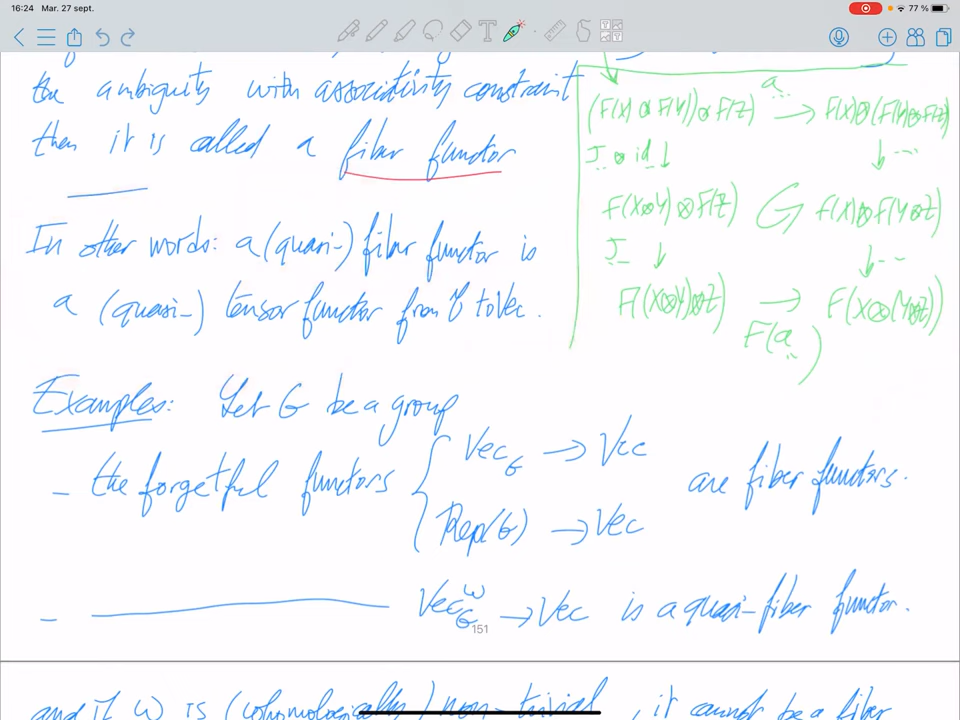 16:24 Mar. 27 sept.
77 %
the ambiguity with associativity constraint
then it is called a fiber functor
In other words: a (quasi-) fiber functor is
a (quasi-) tensor functor from to Vec.
a
(F(X) ⊗ F(Y)) ⊗ F(Z) → F(X) ⊗ (F(Y) ⊗ F(Z))
J ⊗ id ↓ ↓ ...
F(X⊗Y) ⊗ F(Z) F(X) ⊗ F(Y⊗Z)
J ↓ ↓ ...
F((X⊗Y)⊗Z) → F(X⊗(Y⊗Z))
F(a)
Examples: Let G be a group
- the forgetful functors { Vec_G → Vec are fiber functors.
Rep(G) → Vec
- Vec_G^ω → Vec is a quasi-fiber functor.
151
and if ω is (cohomologically) non-trivial, it cannot be a fiber